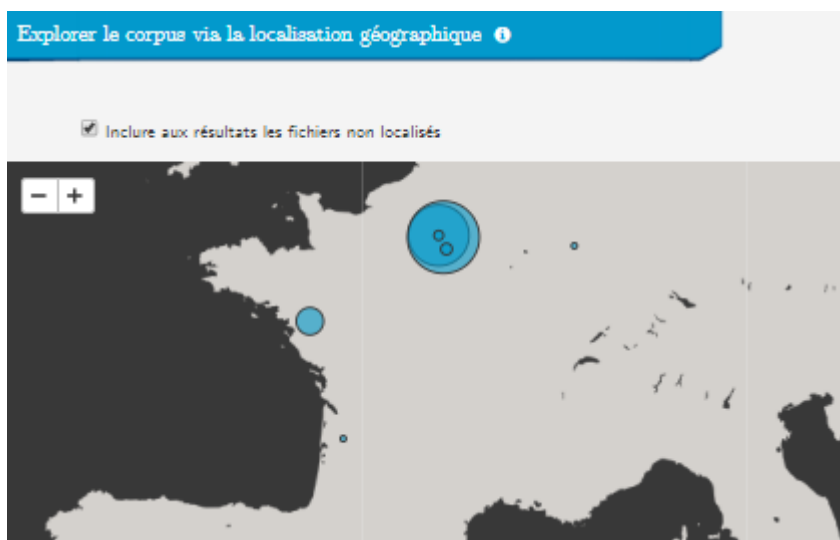 Explorer le corpus via la localisation géographique
Inclure aux résultats les fichiers non localisés